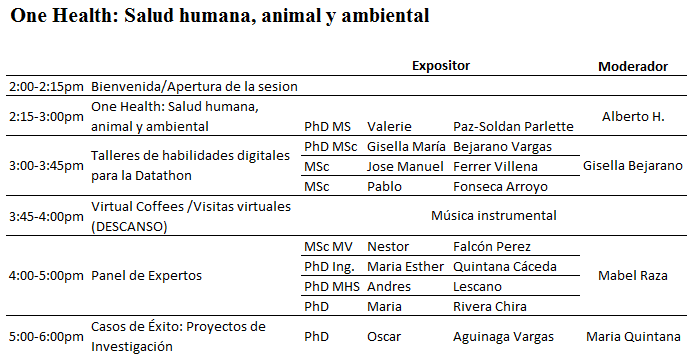 One Health: Salud humana, animal y ambiental
Expositor Moderador
2:00-2:15pm Bienvenida/Apertura de la sesion
2:15-3:00pm One Health: Salud humana,
animal y ambiental PhD MS Valerie Paz-Soldan Parlette Alberto H.
3:00-3:45pm Talleres de habilidades digitales
para la Datathon PhD MSc Gisella María Bejarano Vargas Gisella Bejarano
MSc Jose Manuel Ferrer Villena
MSc Pablo Fonseca Arroyo
3:45-4:00pm Virtual Coffees /Visitas virtuales
(DESCANSO) Música instrumental
4:00-5:00pm Panel de Expertos MSc MV Nestor Falcón Perez Mabel Raza
PhD Ing. Maria Esther Quintana Cáceda
PhD MHS Andres Lescano
PhD Maria Rivera Chira
5:00-6:00pm Casos de Éxito: Proyectos de
Investigación PhD Oscar Aguinaga Vargas Maria Quintana